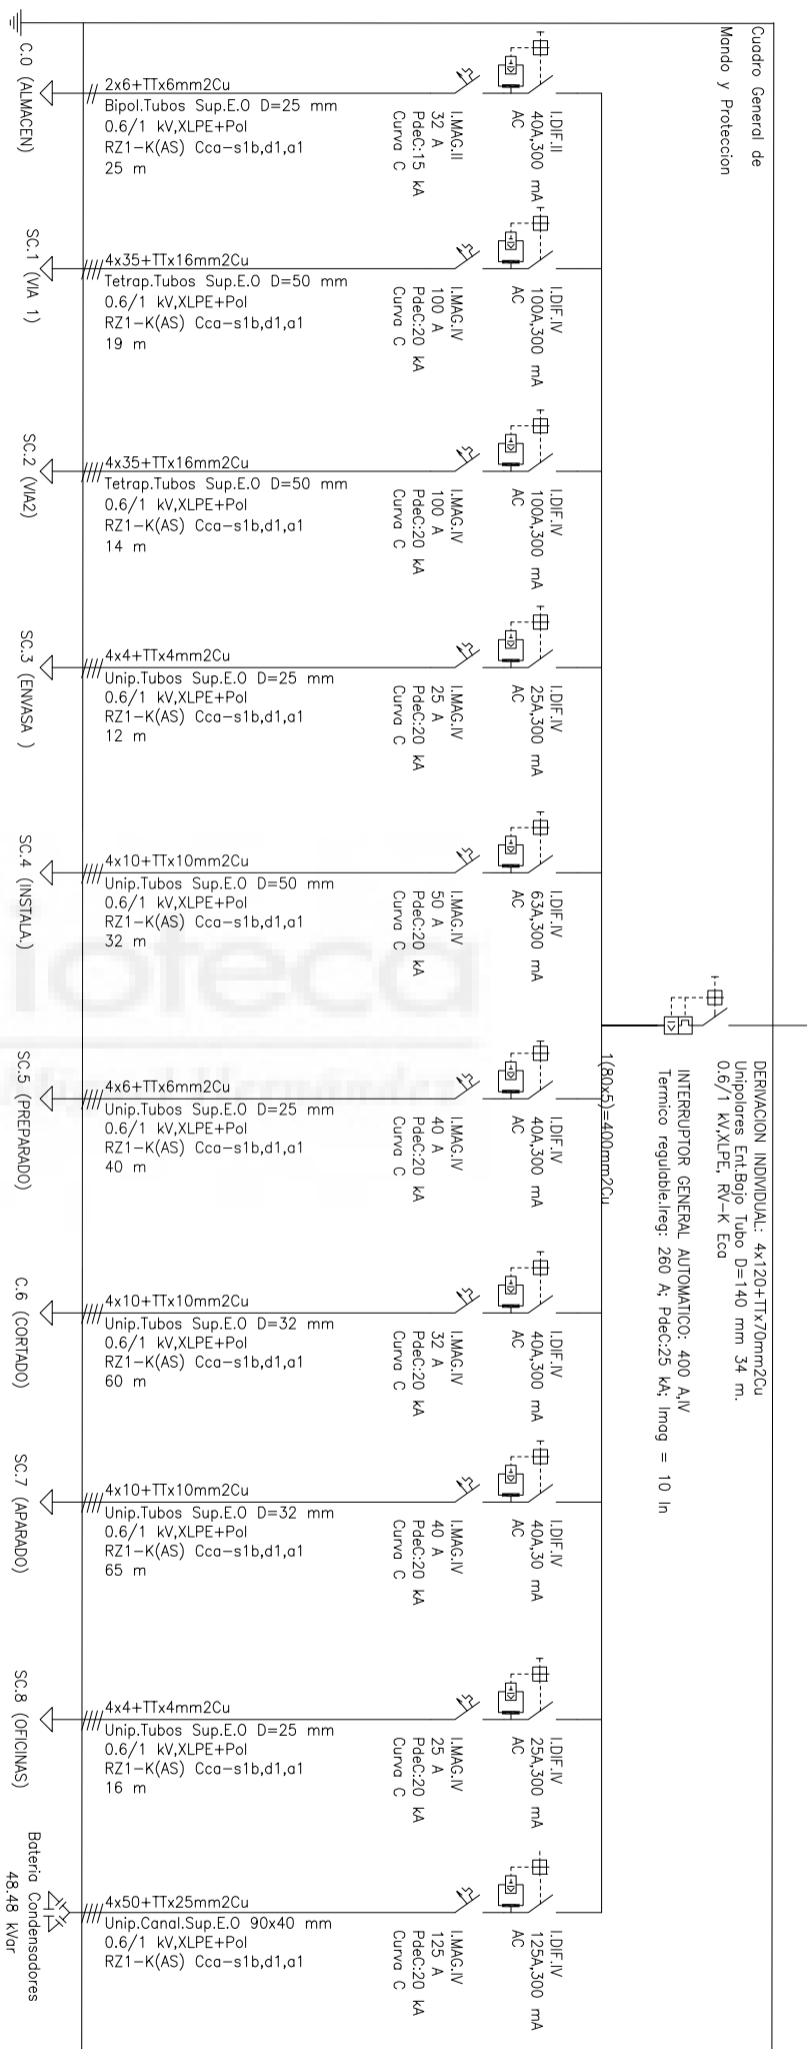 Cuadro General de
Mando y Proteccion
DERIVACION INDIVIDUAL: 4x120+TTx70mm2Cu
Unipolares Ent.Bajo Tubo D=140 mm 34 m.
0.6/1 kV,XLPE, RV-K Eca
INTERRUPTOR GENERAL AUTOMATICO: 400 A,IV
Termico regulable.Ireg: 260 A; PdeC:25 kA; Imag = 10 In
1(80x5)=400mm2Cu
I.DIF.II
40A,300 mA
AC
I.MAG.II
32 A
PdeC:15 kA
Curva C
2x6+TTx6mm2Cu
Bipol.Tubos Sup.E.O D=25 mm
0.6/1 kV,XLPE+Pol
RZ1-K(AS) Cca-s1b,d1,a1
25 m
C.0 (ALMACEN)
I.DIF.IV
100A,300 mA
AC
I.MAG.IV
100 A
PdeC:20 kA
Curva C
4x35+TTx16mm2Cu
Tetrap.Tubos Sup.E.O D=50 mm
0.6/1 kV,XLPE+Pol
RZ1-K(AS) Cca-s1b,d1,a1
19 m
SC.1 (VIA 1)
I.DIF.IV
100A,300 mA
AC
I.MAG.IV
100 A
PdeC:20 kA
Curva C
4x35+TTx16mm2Cu
Tetrap.Tubos Sup.E.O D=50 mm
0.6/1 kV,XLPE+Pol
RZ1-K(AS) Cca-s1b,d1,a1
14 m
SC.2 (VIA2)
I.DIF.IV
25A,300 mA
AC
I.MAG.IV
25 A
PdeC:20 kA
Curva C
4x4+TTx4mm2Cu
Unip.Tubos Sup.E.O D=25 mm
0.6/1 kV,XLPE+Pol
RZ1-K(AS) Cca-s1b,d1,a1
12 m
SC.3 (ENVASA )
I.DIF.IV
63A,300 mA
AC
I.MAG.IV
50 A
PdeC:20 kA
Curva C
4x10+TTx10mm2Cu
Unip.Tubos Sup.E.O D=50 mm
0.6/1 kV,XLPE+Pol
RZ1-K(AS) Cca-s1b,d1,a1
32 m
SC.4 (INSTALA.)
I.DIF.IV
40A,300 mA
AC
I.MAG.IV
40 A
PdeC:20 kA
Curva C
4x6+TTx6mm2Cu
Unip.Tubos Sup.E.O D=25 mm
0.6/1 kV,XLPE+Pol
RZ1-K(AS) Cca-s1b,d1,a1
40 m
SC.5 (PREPARADO)
I.DIF.IV
40A,300 mA
AC
I.MAG.IV
32 A
PdeC:20 kA
Curva C
4x10+TTx10mm2Cu
Unip.Tubos Sup.E.O D=32 mm
0.6/1 kV,XLPE+Pol
RZ1-K(AS) Cca-s1b,d1,a1
60 m
C.6 (CORTADO)
I.DIF.IV
40A,30 mA
AC
I.MAG.IV
40 A
PdeC:20 kA
Curva C
4x10+TTx10mm2Cu
Unip.Tubos Sup.E.O D=32 mm
0.6/1 kV,XLPE+Pol
RZ1-K(AS) Cca-s1b,d1,a1
65 m
SC.7 (APARADO)
I.DIF.IV
25A,300 mA
AC
I.MAG.IV
25 A
PdeC:20 kA
Curva C
4x4+TTx4mm2Cu
Unip.Tubos Sup.E.O D=25 mm
0.6/1 kV,XLPE+Pol
RZ1-K(AS) Cca-s1b,d1,a1
16 m
SC.8 (OFICINAS)
I.DIF.IV
125A,300 mA
AC
I.MAG.IV
125 A
PdeC:20 kA
Curva C
4x50+TTx25mm2Cu
Unip.Canal.Sup.E.O 90x40 mm
0.6/1 kV,XLPE+Pol
RZ1-K(AS) Cca-s1b,d1,a1
Bateria Condensadores
48.48 kVar
ioteca
Miguel Hernández